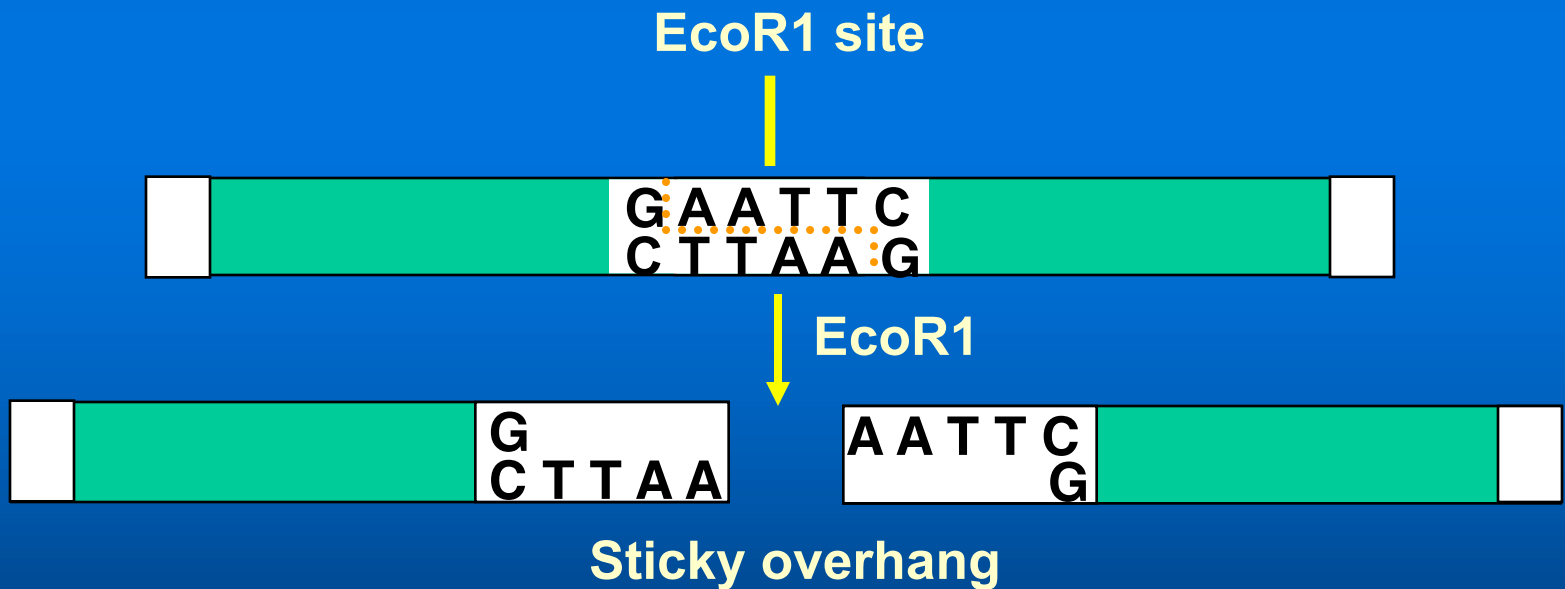 EcoR1 site
G A A T T C
C T T A A G
EcoR1
G
C T T A A
A A T T C
G
Sticky overhang